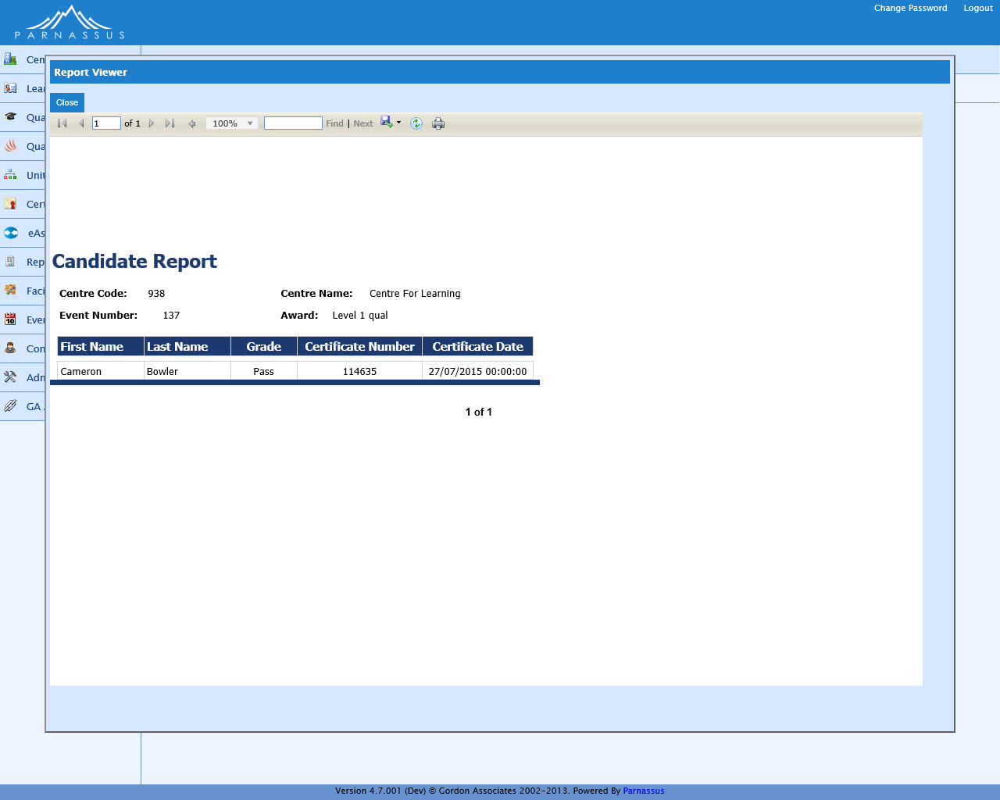 Change Password Logout
PARNASSUS
Report Viewer
Close
1 of 1 100% Find | Next
Candidate Report
Centre Code: 938 Centre Name: Centre For Learning
Event Number: 137 Award: Level 1 qual
First Name Last Name Grade Certificate Number Certificate Date
Cameron Bowler Pass 114635 27/07/2015 00:00:00
1 of 1
Cen
Lear
Qua
Qua
Unit
Cert
eAs
Rep
Faci
Eve
Con
Adn
GA
Version 4.7.001 (Dev) © Gordon Associates 2002-2013. Powered By Parnassus